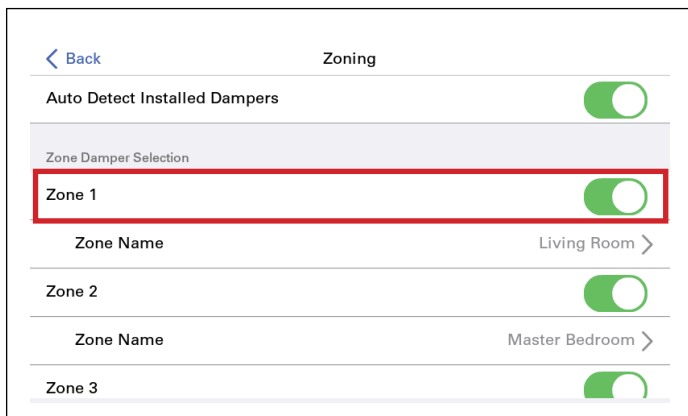 Back
Zoning
Auto Detect Installed Dampers
Zone Damper Selection
Zone 1
Zone Name
Living Room
Zone 2
Zone Name
Master Bedroom
Zone 3